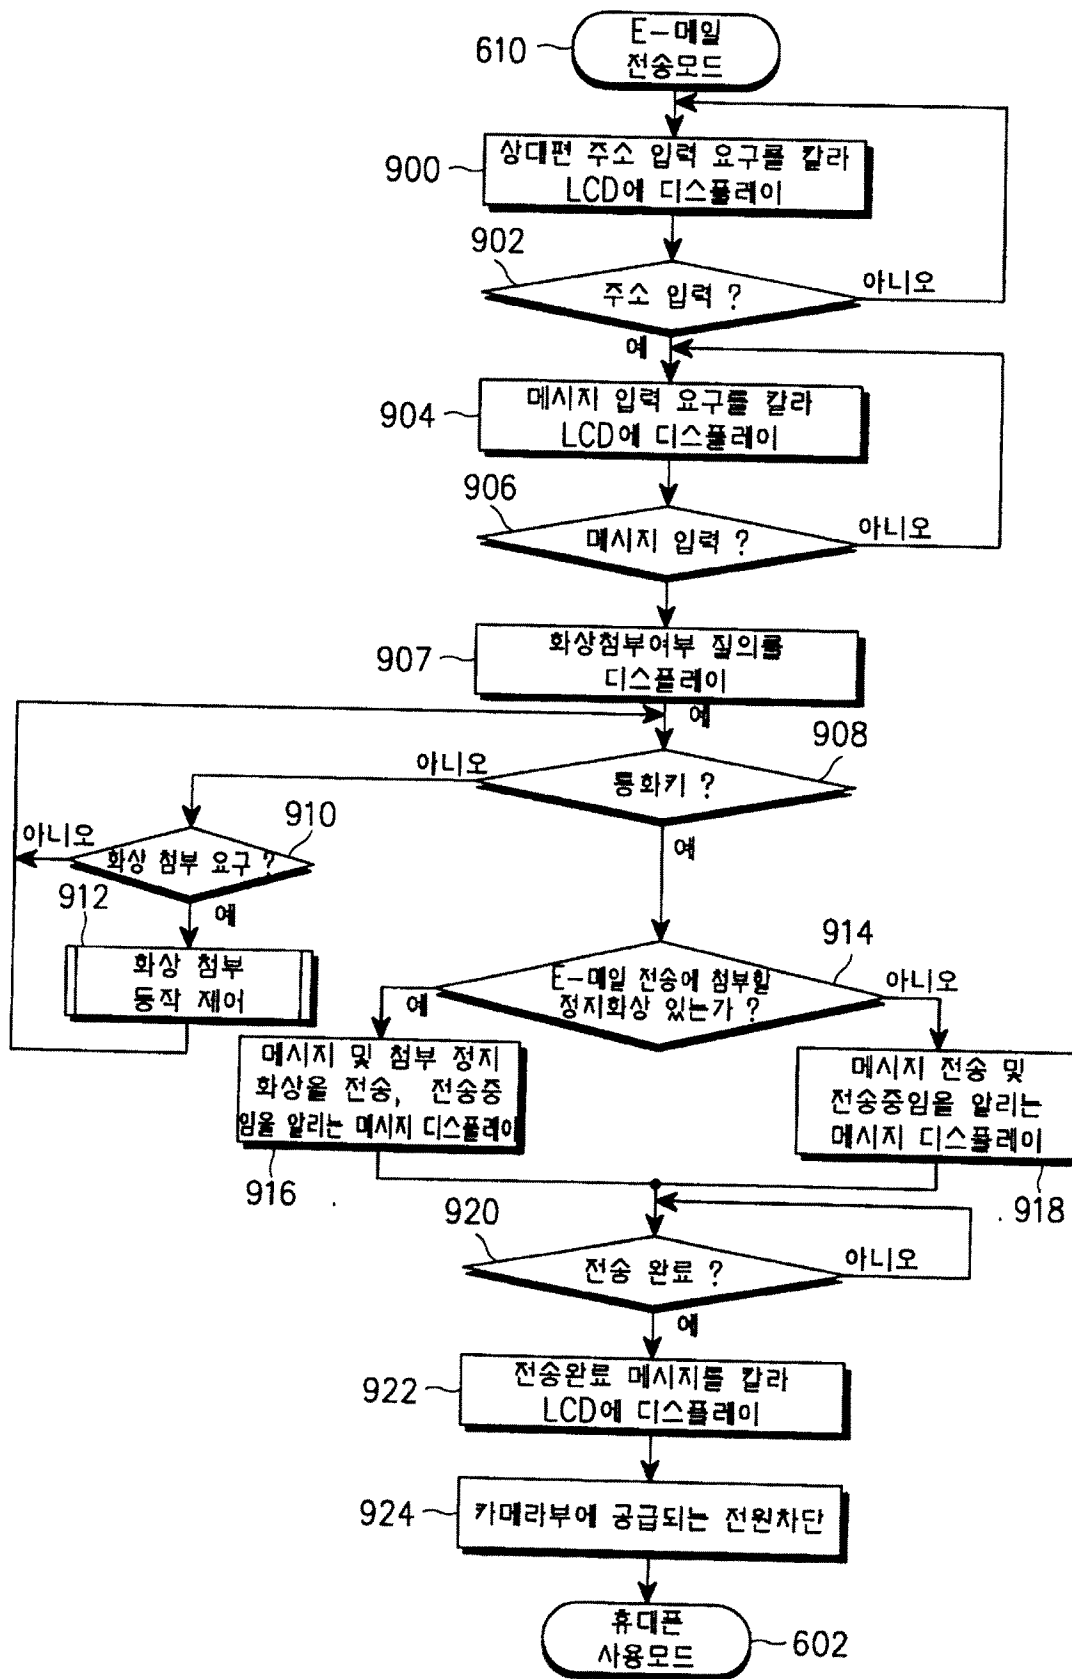 610
E-메일
전송모드
900
상대편 주소 입력 요구를 칼라
LCD에 디스플레이
902
주소 입력 ?
아니오
예
904
메시지 입력 요구를 칼라
LCD에 디스플레이
906
메시지 입력 ?
아니오
907
화상첨부여부 질의를
디스플레이
예
908
통화키 ?
아니오
예
910
화상 첨부 요구 ?
아니오
예
912
화상 첨부
동작 제어
914
E-메일 전송에 첨부할
정지화상 있는가 ?
예
아니오
메시지 및 첨부 정지
화상을 전송, 전송중
임을 알리는 메시지 디스플레이
916
메시지 전송 및
전송중임을 알리는
메시지 디스플레이
918
920
전송 완료 ?
아니오
예
922
전송완료 메시지를 칼라
LCD에 디스플레이
924
카메라부에 공급되는 전원차단
휴대폰
사용모드
602